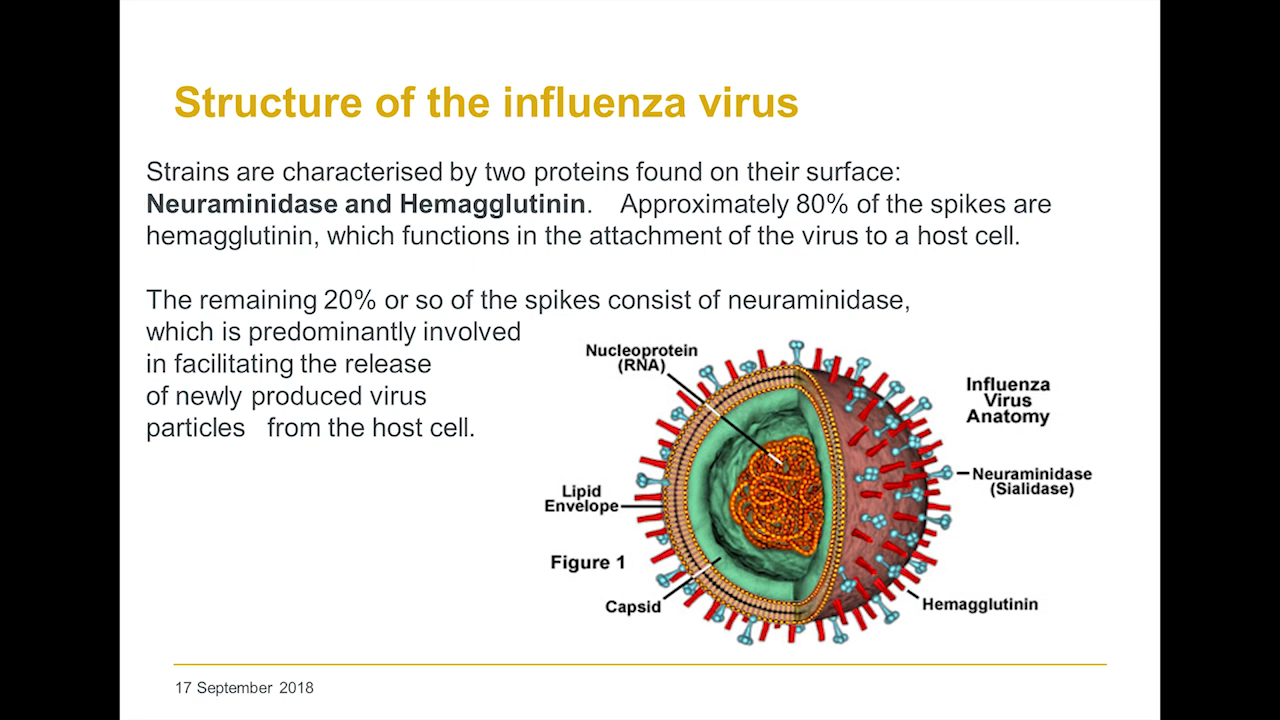 Structure of the influenza virus
Strains are characterised by two proteins found on their surface:
Neuraminidase and Hemagglutinin. Approximately 80% of the spikes are
hemagglutinin, which functions in the attachment of the virus to a host cell.
The remaining 20% or so of the spikes consist of neuraminidase,
which is predominantly involved
in facilitating the release
of newly produced virus
particles from the host cell.
Nucleoprotein
(RNA)
Influenza
Virus
Anatomy
Neuraminidase
(Sialidase)
Lipid
Envelope
Figure 1
Capsid
Hemagglutinin
17 September 2018